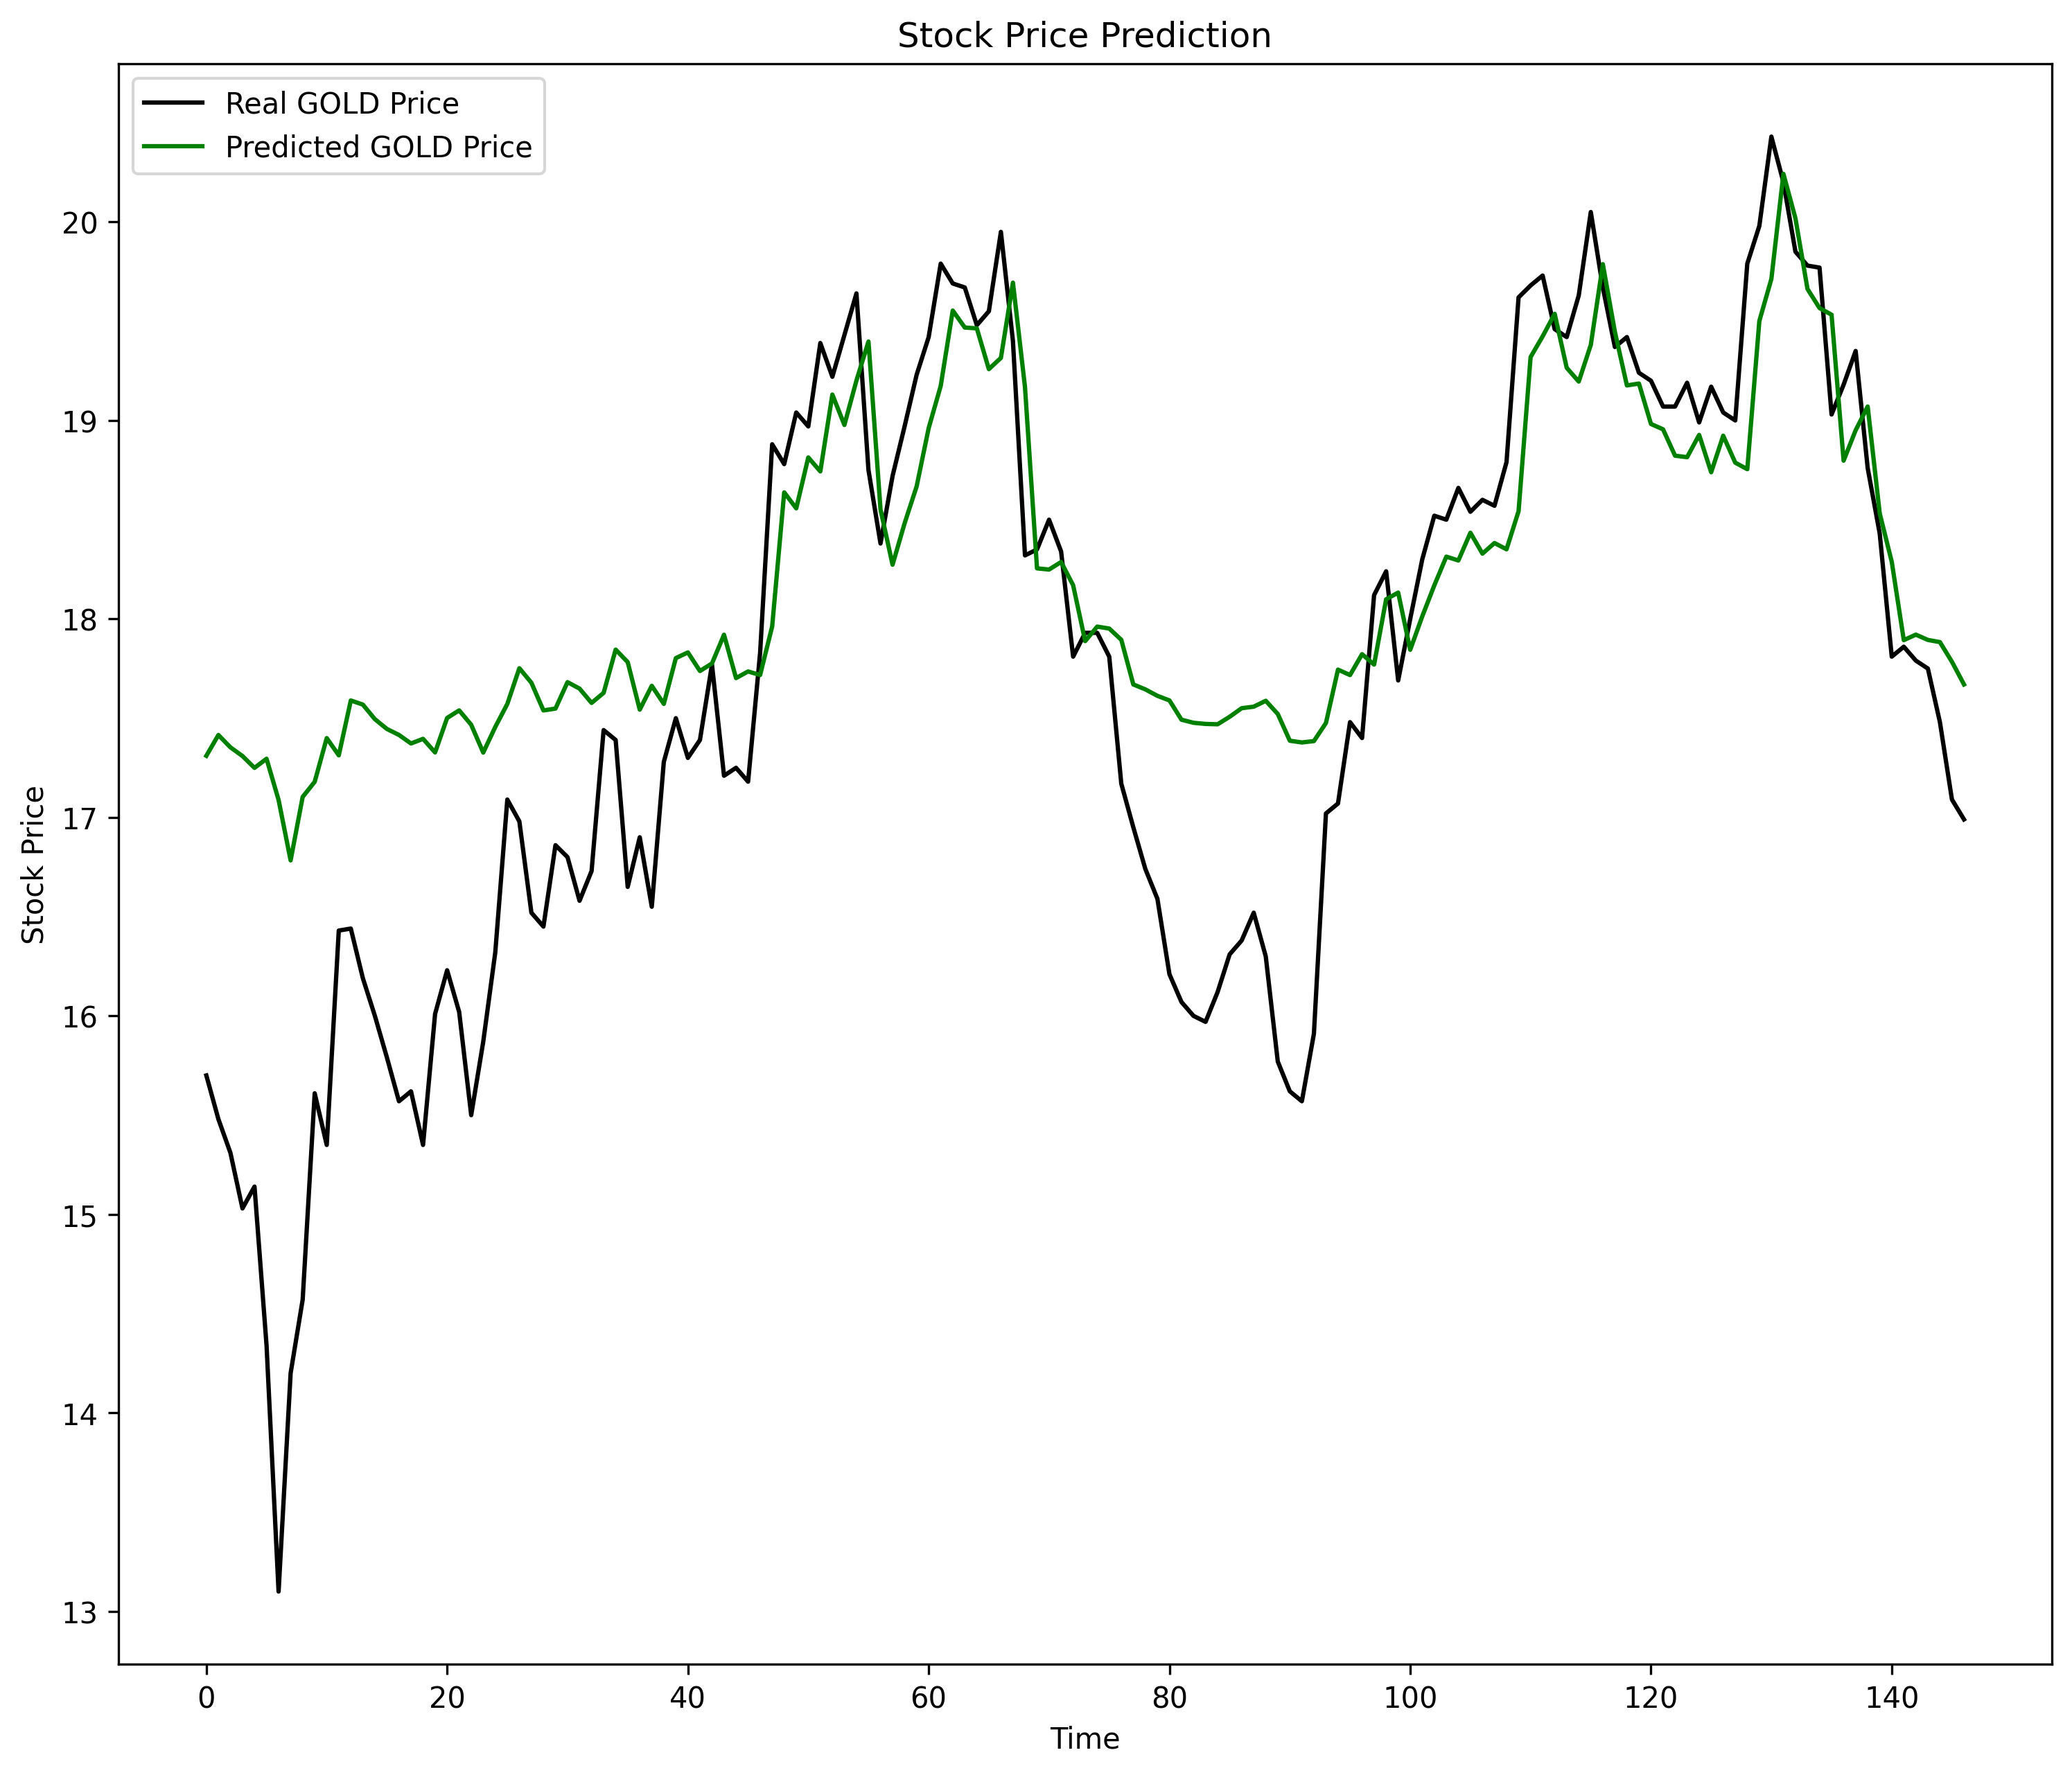 Stock Price Prediction
Real GOLD Price
Predicted GOLD Price
Stock Price
20
19
18
17
16
15
14
13
0 20 40 60 80 100 120 140
Time